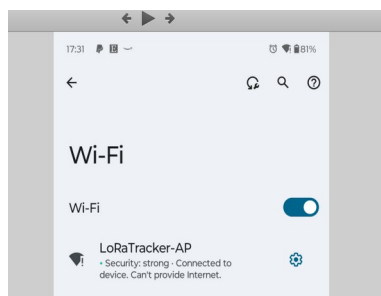 17:31 81%
Wi-Fi
Wi-Fi
LoRaTracker-AP
• Security: strong · Connected to
device. Can't provide Internet.